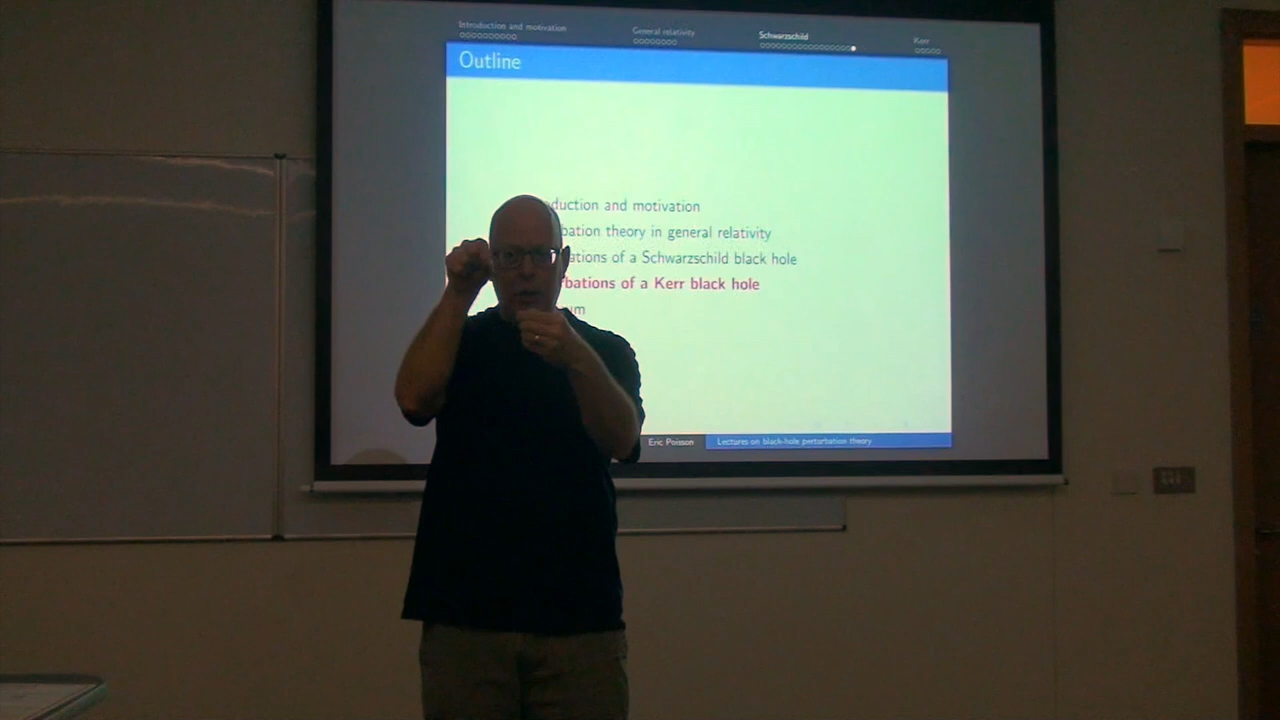 Introduction and motivation
General relativity
Schwarzschild
Kerr
Outline
duction and motivation
bation theory in general relativity
ations of a Schwarzschild black hole
rbations of a Kerr black hole
um
Eric Poisson
Lectures on black-hole perturbation theory